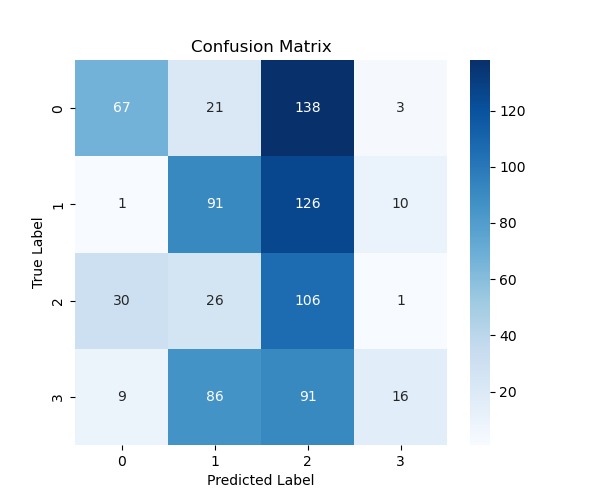 Confusion Matrix
0 67 21 138 3
1 1 91 126 10
2 30 26 106 1
3 9 86 91 16
0 1 2 3
True Label
Predicted Label
120
100
80
60
40
20